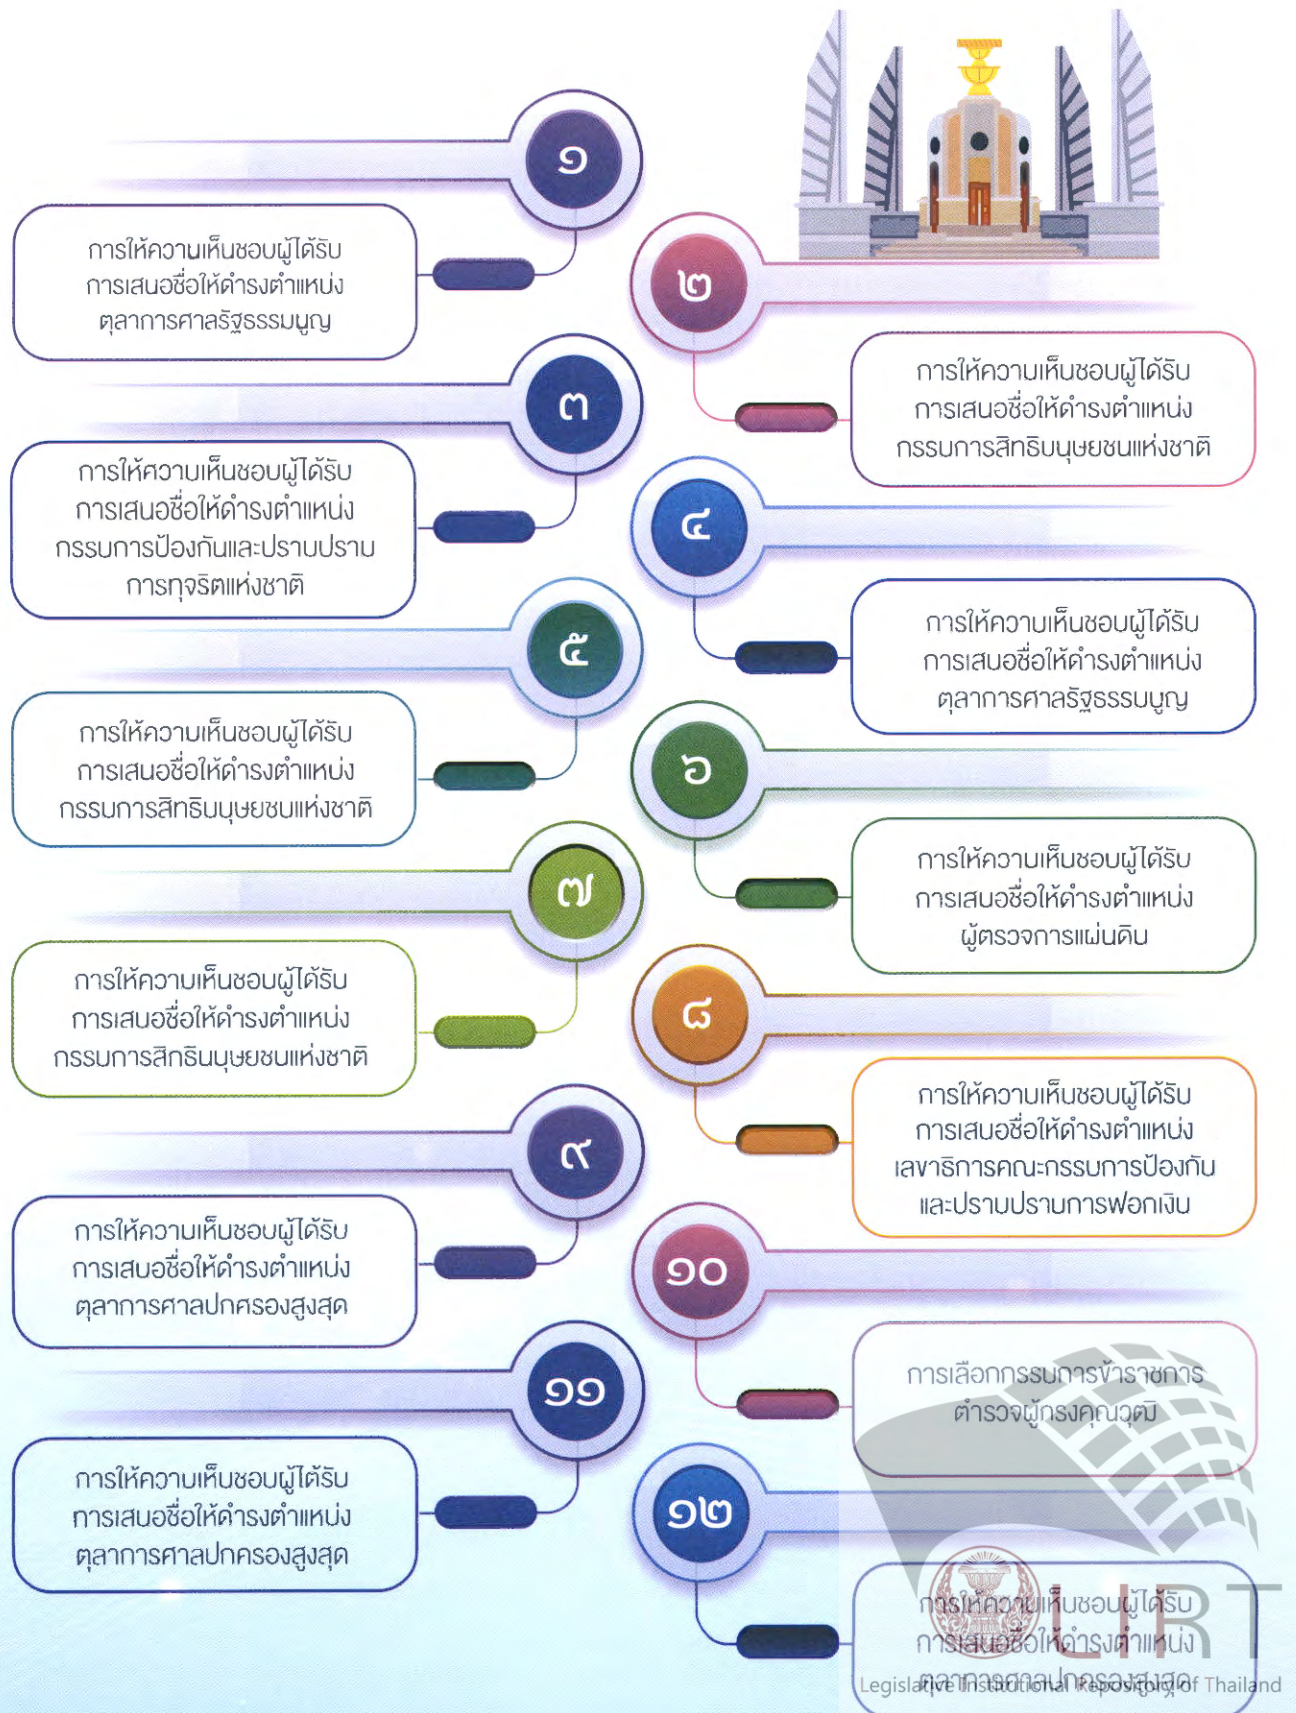 ๑
การให้ความเห็นชอบผู้ได้รับ
การเสนอชื่อให้ดำรงตำแหน่ง
ตุลาการศาลรัฐธรรมนูญ
๒
การให้ความเห็นชอบผู้ได้รับ
การเสนอชื่อให้ดำรงตำแหน่ง
กรรมการสิทธิมนุษยชนแห่งชาติ
๓
การให้ความเห็นชอบผู้ได้รับ
การเสนอชื่อให้ดำรงตำแหน่ง
กรรมการป้องกันและปราบปราม
การทุจริตแห่งชาติ
๔
การให้ความเห็นชอบผู้ได้รับ
การเสนอชื่อให้ดำรงตำแหน่ง
ตุลาการศาลรัฐธรรมนูญ
๕
การให้ความเห็นชอบผู้ได้รับ
การเสนอชื่อให้ดำรงตำแหน่ง
กรรมการสิทธิมนุษยชนแห่งชาติ
๖
การให้ความเห็นชอบผู้ได้รับ
การเสนอชื่อให้ดำรงตำแหน่ง
ผู้ตรวจการแผ่นดิน
๗
การให้ความเห็นชอบผู้ได้รับ
การเสนอชื่อให้ดำรงตำแหน่ง
กรรมการสิทธิมนุษยชนแห่งชาติ
๘
การให้ความเห็นชอบผู้ได้รับ
การเสนอชื่อให้ดำรงตำแหน่ง
เลขาธิการคณะกรรมการป้องกัน
และปราบปรามการฟอกเงิน
๙
การให้ความเห็นชอบผู้ได้รับ
การเสนอชื่อให้ดำรงตำแหน่ง
ตุลาการศาลปกครองสูงสุด
๑๐
การเลือกกรรมการข้าราชการ
ตำรวจผู้ทรงคุณวุฒิ
๑๑
การให้ความเห็นชอบผู้ได้รับ
การเสนอชื่อให้ดำรงตำแหน่ง
ตุลาการศาลปกครองสูงสุด
๑๒
การให้ความเห็นชอบผู้ได้รับ
การเสนอชื่อให้ดำรงตำแหน่ง
ตุลาการศาลปกครองสูงสุด
LIRT
Legislative Institutional Repository of Thailand